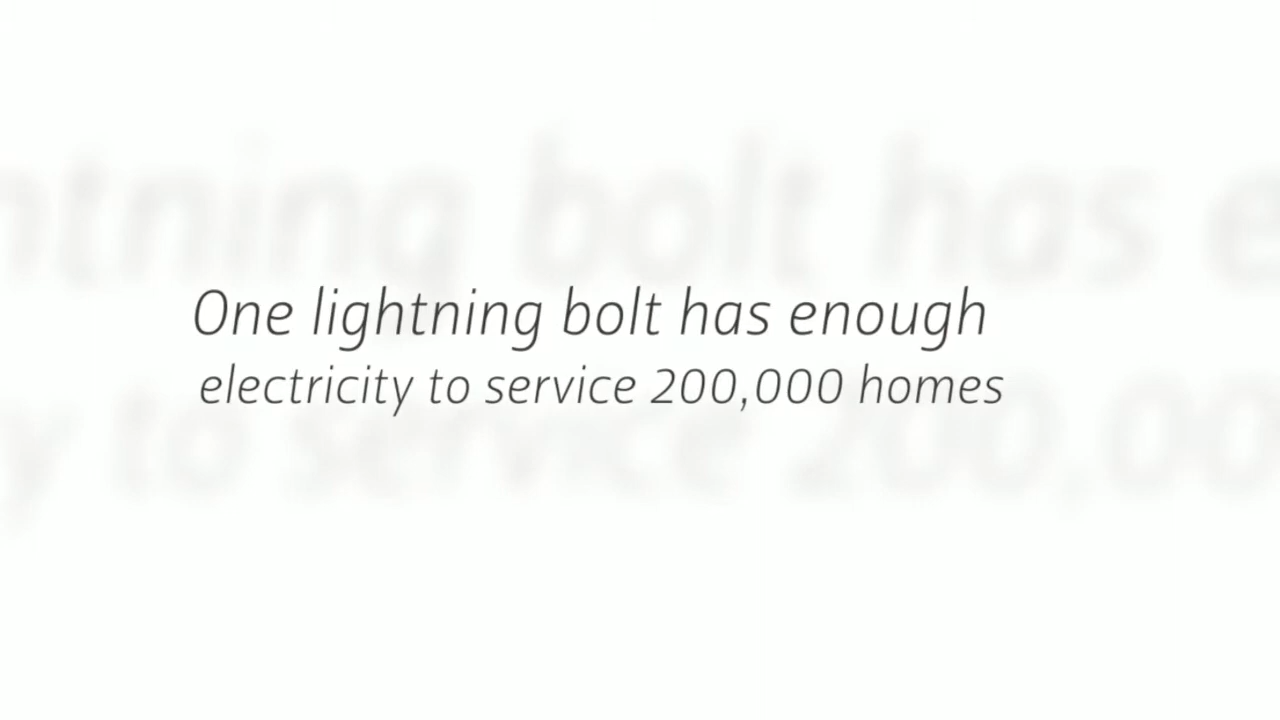 One lightning bolt has enough
electricity to service 200,000 homes